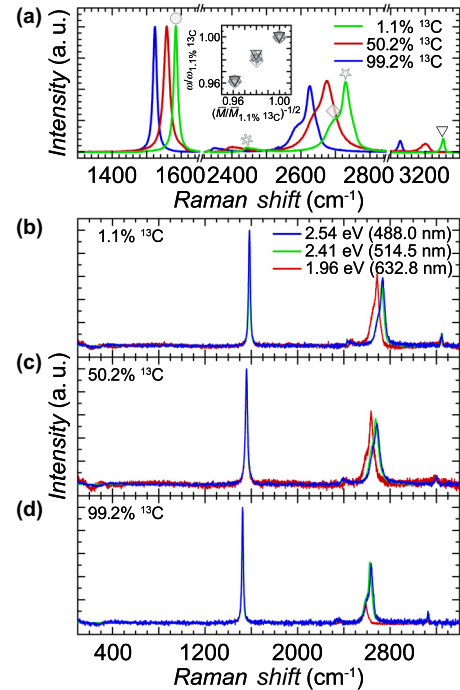 (a)
1.1% ¹³C
50.2% ¹³C
99.2% ¹³C
Intensity (a. u.)
ω/ω₁.₁% ¹³C
1.00
0.96
0.96 1.00
(M/M₁.₁% ¹³C)⁻¹/²
1400 1600 2400 2600 2800 3200
Raman shift (cm⁻¹)
(b)
1.1% ¹³C
2.54 eV (488.0 nm)
2.41 eV (514.5 nm)
1.96 eV (632.8 nm)
(c)
50.2% ¹³C
Intensity (a. u.)
(d)
99.2% ¹³C
400 1200 2000 2800
Raman shift (cm⁻¹)